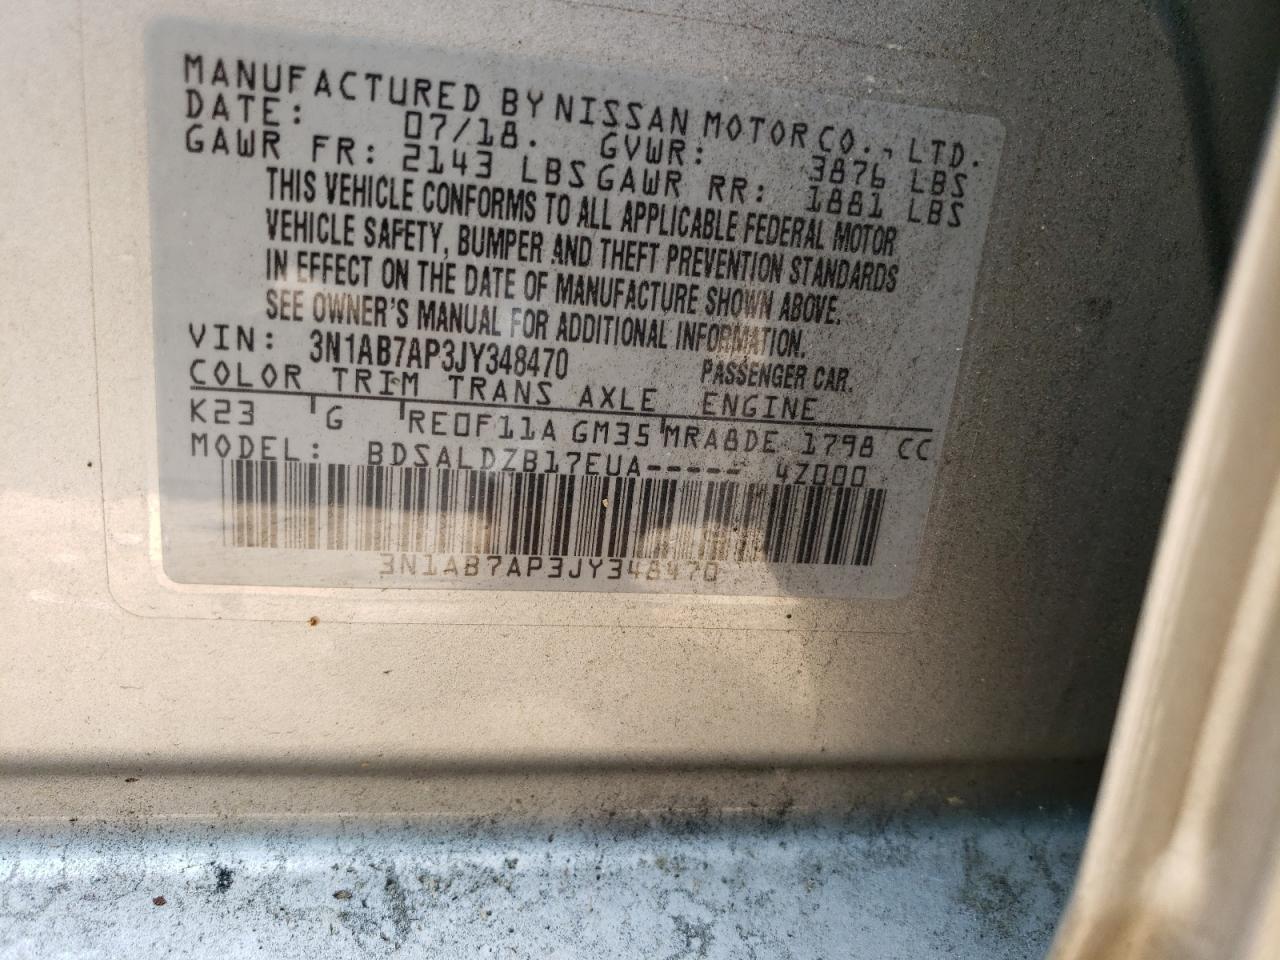 MANUFACTURED BY NISSAN MOTOR CO., LTD.
DATE: 07/18. GVWR: 3876 LBS
GAWR FR: 2143 LBS GAWR RR: 1881 LBS
THIS VEHICLE CONFORMS TO ALL APPLICABLE FEDERAL MOTOR
VEHICLE SAFETY, BUMPER AND THEFT PREVENTION STANDARDS
IN EFFECT ON THE DATE OF MANUFACTURE SHOWN ABOVE.
SEE OWNER'S MANUAL FOR ADDITIONAL INFORMATION.
VIN: 3N1AB7AP3JY348470 PASSENGER CAR.
COLOR TRIM TRANS AXLE ENGINE
K23 G RE0F11A GM35 MRA8DE 1798 CC
MODEL: BDSALDZB17EUA----- 4Z000
3N1AB7AP3JY348470